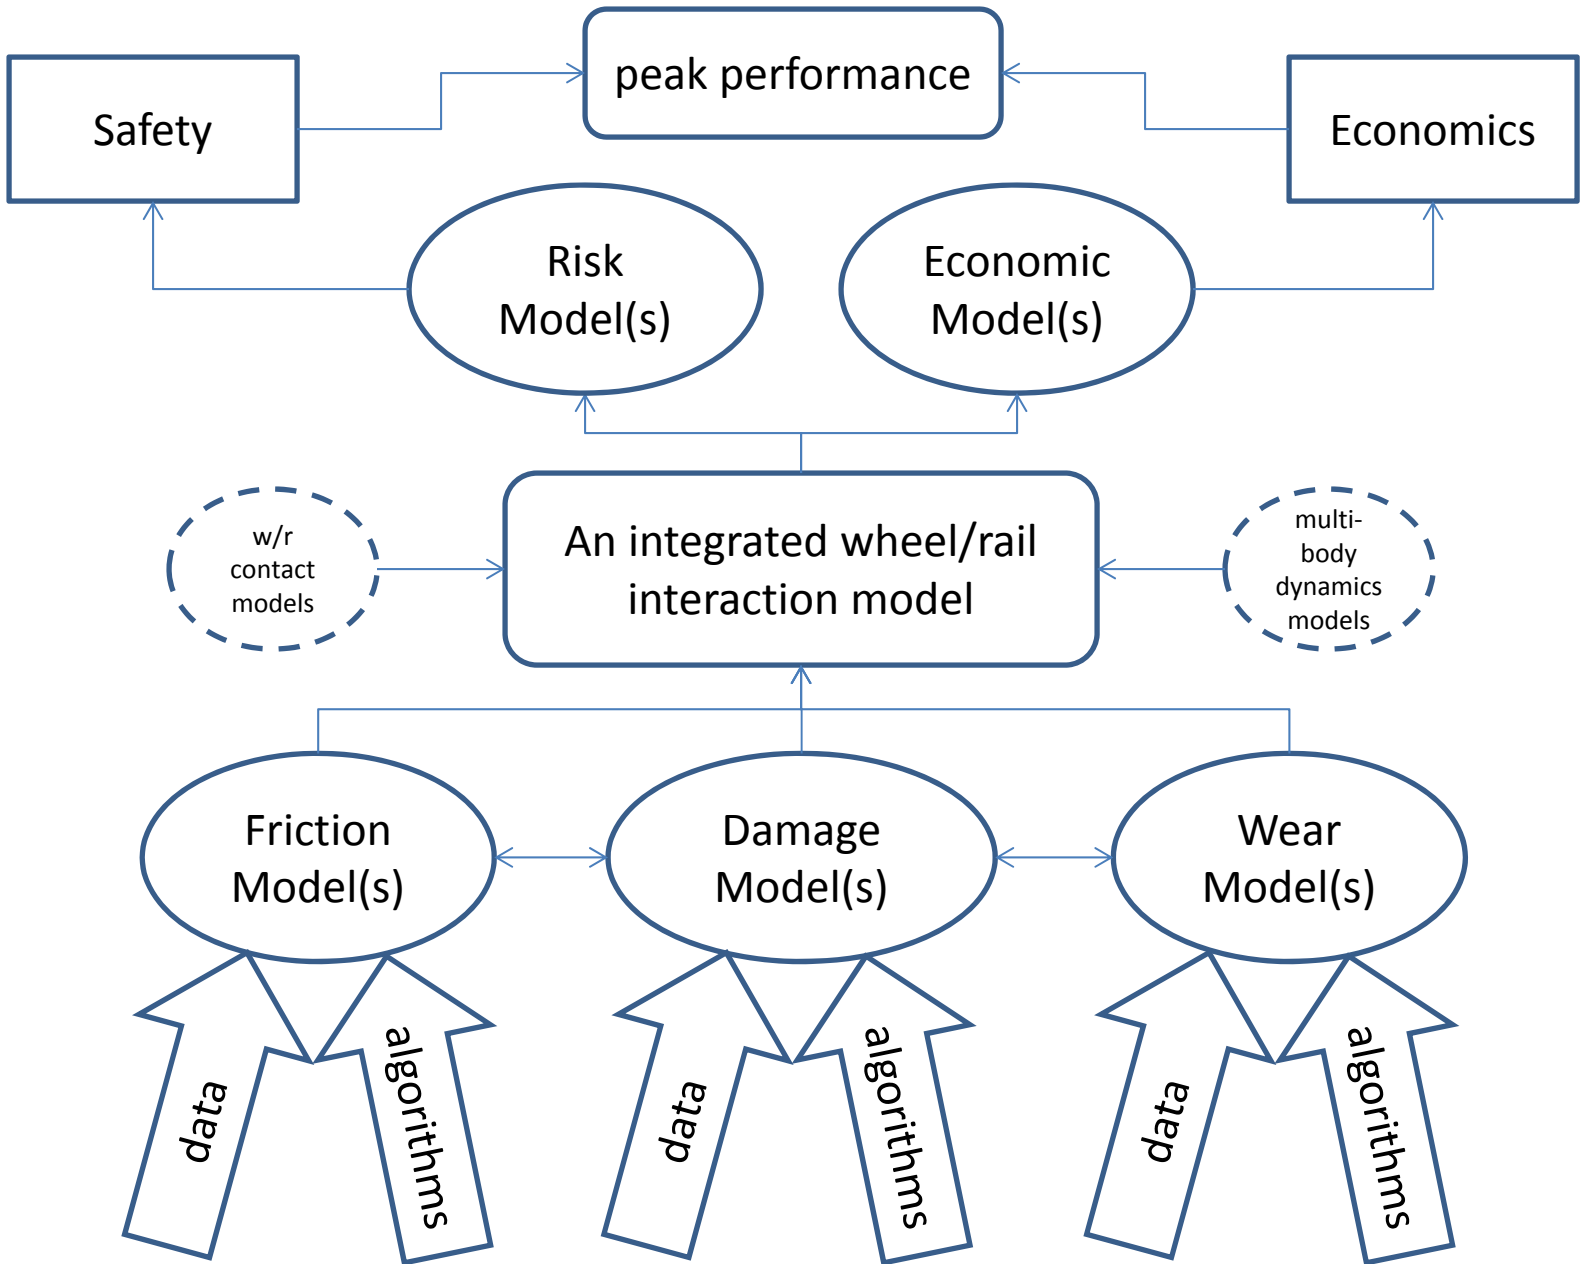 peak performance
Safety
Economics
Risk
Model(s)
Economic
Model(s)
w/r
contact
models
An integrated wheel/rail
interaction model
multi-
body
dynamics
models
Friction
Model(s)
Damage
Model(s)
Wear
Model(s)
data
algorithms
data
algorithms
data
algorithms